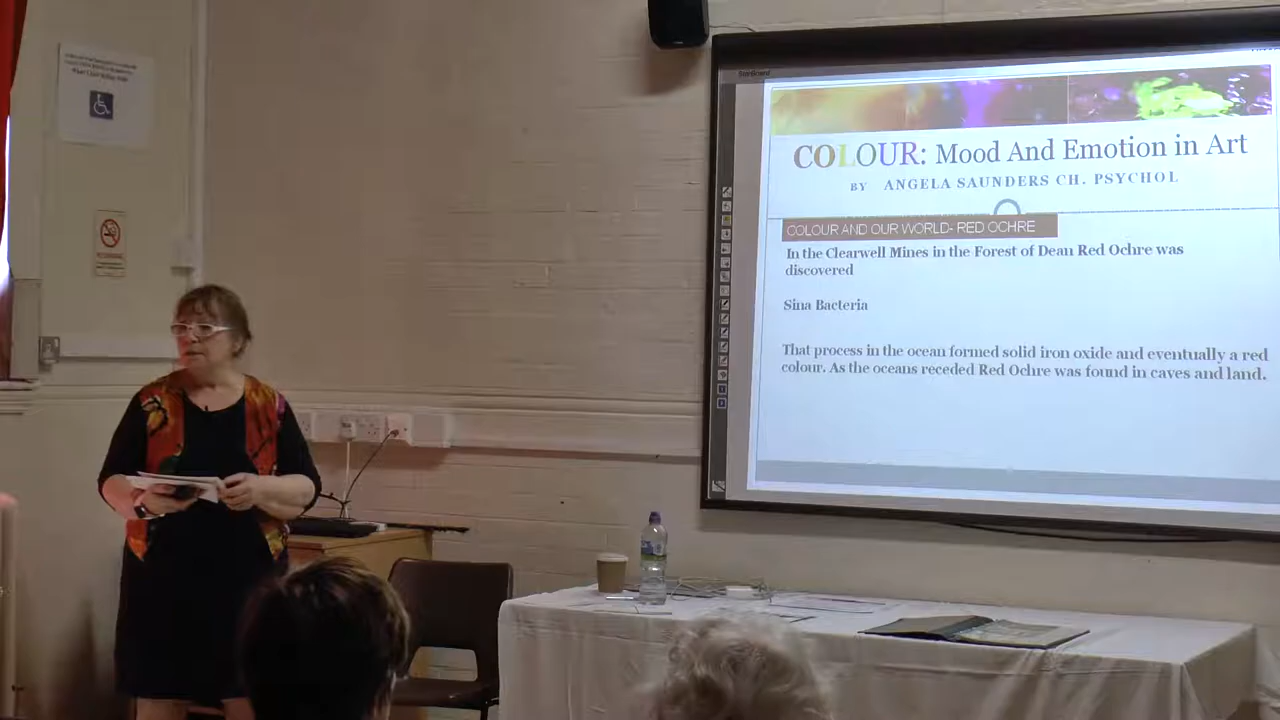 StarBoard
COLOUR: Mood And Emotion in Art
BY ANGELA SAUNDERS CH. PSYCHOL
COLOUR AND OUR WORLD- RED OCHRE
In the Clearwell Mines in the Forest of Dean Red Ochre was
discovered
Sina Bacteria
That process in the ocean formed solid iron oxide and eventually a red
colour. As the oceans receded Red Ochre was found in caves and land.